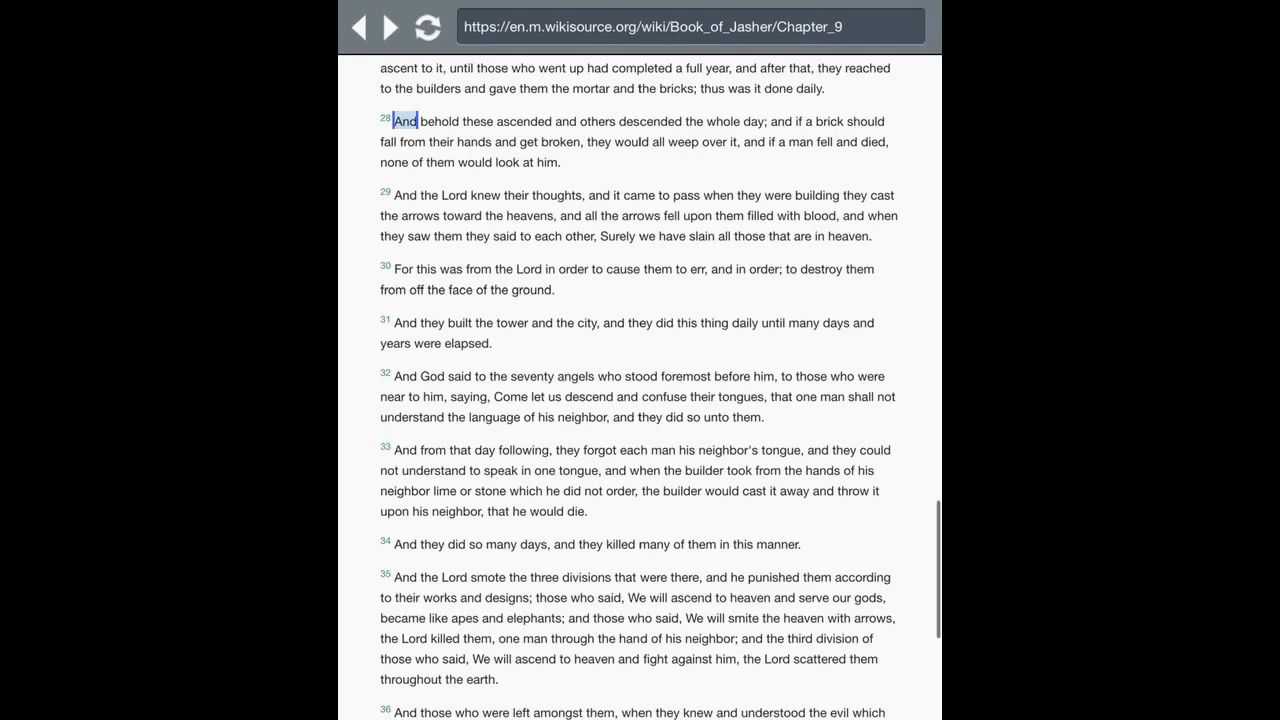 https://en.m.wikisource.org/wiki/Book_of_Jasher/Chapter_9
ascent to it, until those who went up had completed a full year, and after that, they reached
to the builders and gave them the mortar and the bricks; thus was it done daily.
28 And behold these ascended and others descended the whole day; and if a brick should
fall from their hands and get broken, they would all weep over it, and if a man fell and died,
none of them would look at him.
29 And the Lord knew their thoughts, and it came to pass when they were building they cast
the arrows toward the heavens, and all the arrows fell upon them filled with blood, and when
they saw them they said to each other, Surely we have slain all those that are in heaven.
30 For this was from the Lord in order to cause them to err, and in order; to destroy them
from off the face of the ground.
31 And they built the tower and the city, and they did this thing daily until many days and
years were elapsed.
32 And God said to the seventy angels who stood foremost before him, to those who were
near to him, saying, Come let us descend and confuse their tongues, that one man shall not
understand the language of his neighbor, and they did so unto them.
33 And from that day following, they forgot each man his neighbor's tongue, and they could
not understand to speak in one tongue, and when the builder took from the hands of his
neighbor lime or stone which he did not order, the builder would cast it away and throw it
upon his neighbor, that he would die.
34 And they did so many days, and they killed many of them in this manner.
35 And the Lord smote the three divisions that were there, and he punished them according
to their works and designs; those who said, We will ascend to heaven and serve our gods,
became like apes and elephants; and those who said, We will smite the heaven with arrows,
the Lord killed them, one man through the hand of his neighbor; and the third division of
those who said, We will ascend to heaven and fight against him, the Lord scattered them
throughout the earth.
36 And those who were left amongst them, when they knew and understood the evil which